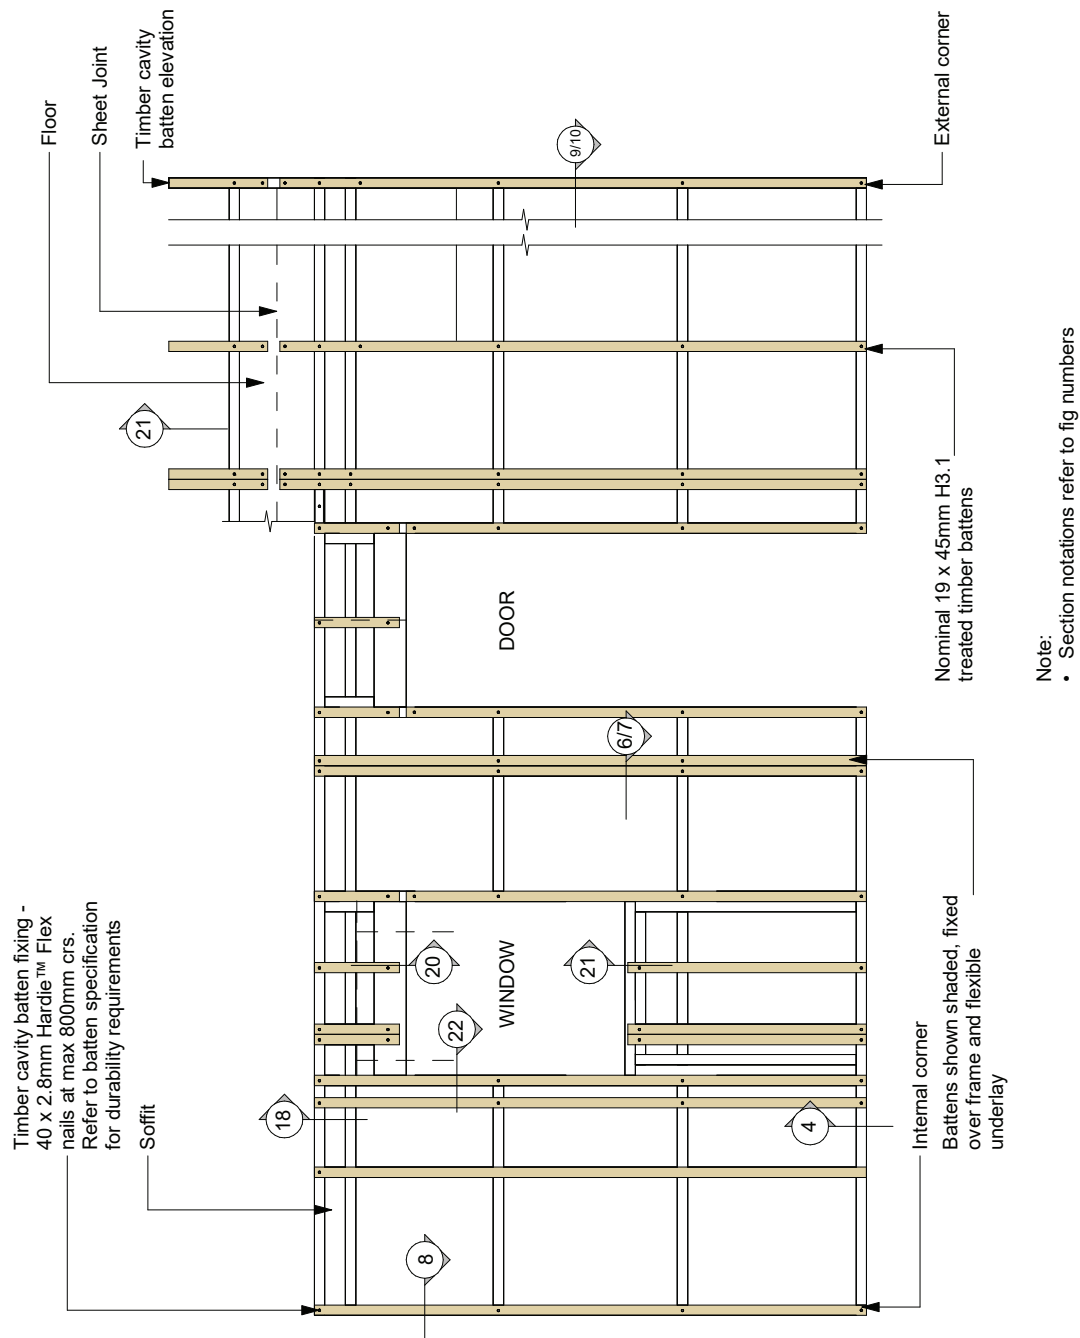 Timber cavity batten fixing -
40 x 2.8mm Hardie™ Flex
nails at max 800mm crs.
Refer to batten specification
for durability requirements
Soffit
Floor
Sheet Joint
Timber cavity
batten elevation
8
18
22
20
21
21
6/7
9/10
4
WINDOW
DOOR
Internal corner
Battens shown shaded, fixed
over frame and flexible
underlay
Nominal 19 x 45mm H3.1
treated timber battens
External corner
Note:
• Section notations refer to fig numbers